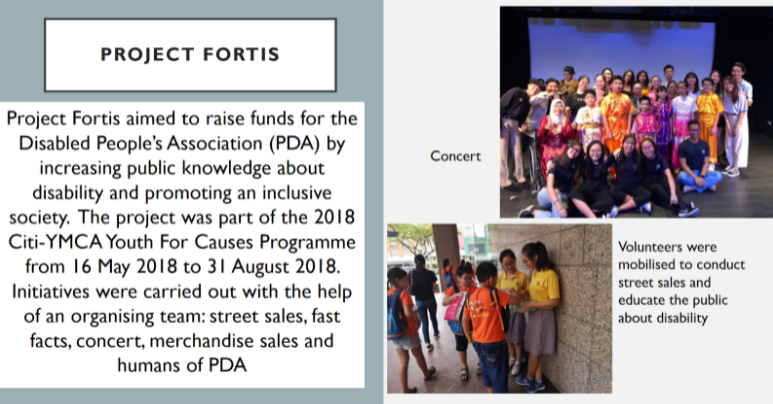 PROJECT FORTIS
Project Fortis aimed to raise funds for the
Disabled People's Association (PDA) by
increasing public knowledge about
disability and promoting an inclusive
society. The project was part of the 2018
Citi-YMCA Youth For Causes Programme
from 16 May 2018 to 31 August 2018.
Initiatives were carried out with the help
of an organising team: street sales, fast
facts, concert, merchandise sales and
humans of PDA
Concert
Volunteers were
mobilised to conduct
street sales and
educate the public
about disability